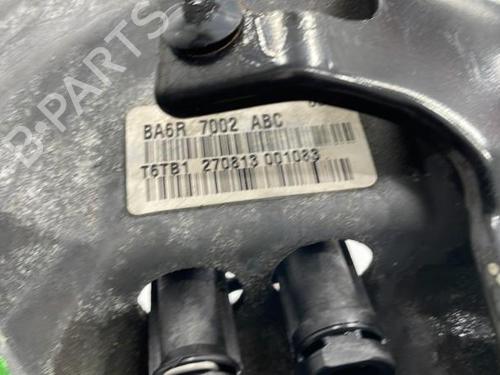 B-PARTS
BA6R 7002 ABC
T6TB1 270813 001083